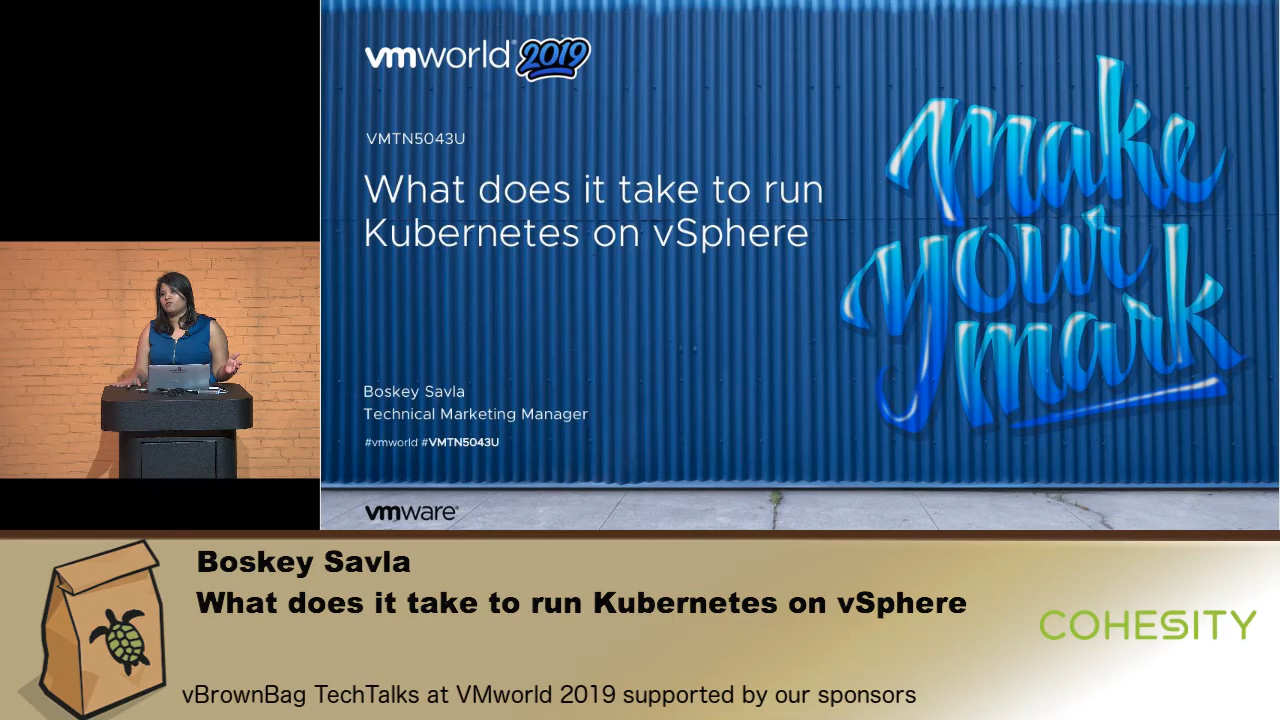 vmworld 2019
VMTN5043U
What does it take to run
Kubernetes on vSphere
make
your
mark
Boskey Savla
Technical Marketing Manager
#vmworld #VMTN5043U
vmware
Boskey Savla
What does it take to run Kubernetes on vSphere
COHESITY
vBrownBag TechTalks at VMworld 2019 supported by our sponsors